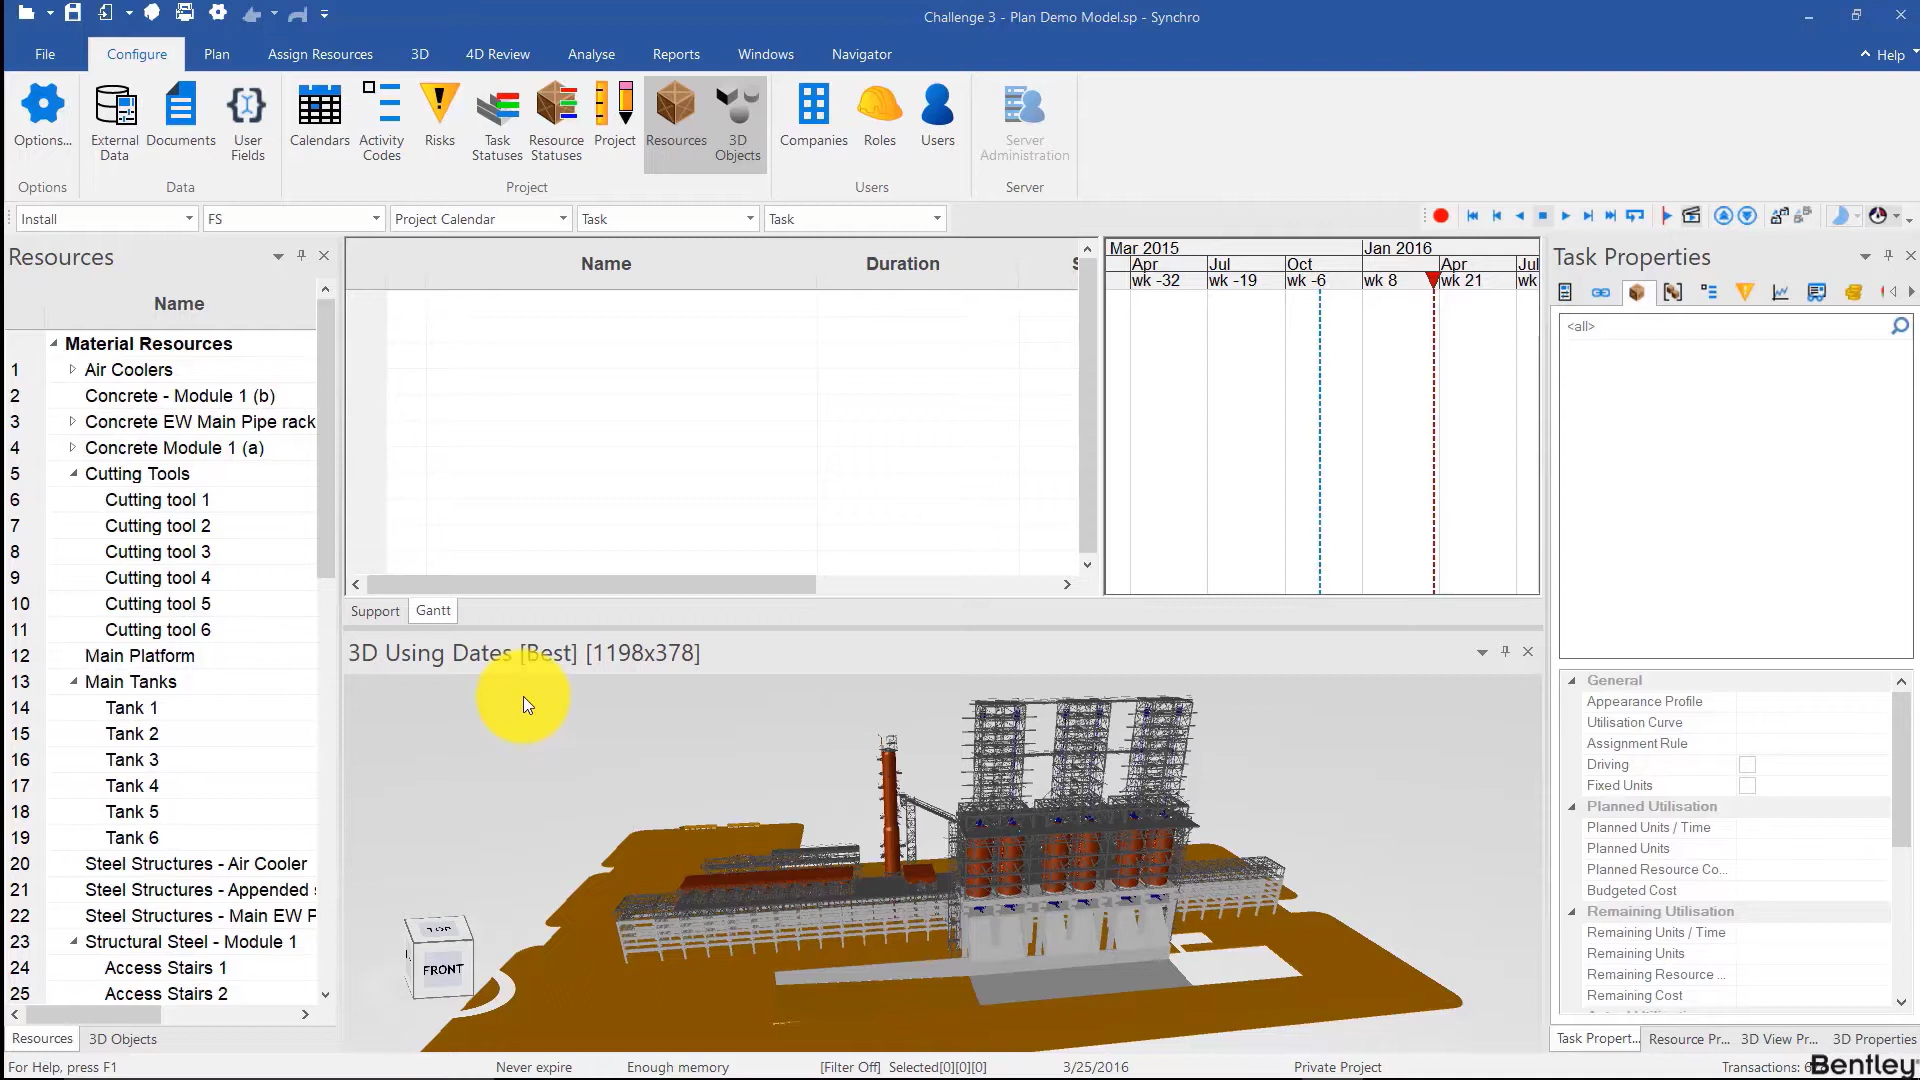 Challenge 3 - Plan Demo Model.sp - Synchro
File Configure Plan Assign Resources 3D 4D Review Analyse Reports Windows Navigator Help
Options... External Data Documents User Fields Calendars Activity Codes Risks Task Statuses Resource Statuses Project Resources 3D Objects Companies Roles Users Server Administration
Options Data Project Users Server
Install FS Project Calendar Task Task
Resources
Name
Material Resources
1 Air Coolers
2 Concrete - Module 1 (b)
3 Concrete EW Main Pipe rack
4 Concrete Module 1 (a)
5 Cutting Tools
6 Cutting tool 1
7 Cutting tool 2
8 Cutting tool 3
9 Cutting tool 4
10 Cutting tool 5
11 Cutting tool 6
12 Main Platform
13 Main Tanks
14 Tank 1
15 Tank 2
16 Tank 3
17 Tank 4
18 Tank 5
19 Tank 6
20 Steel Structures - Air Cooler
21 Steel Structures - Appended
22 Steel Structures - Main EW
23 Structural Steel - Module 1
24 Access Stairs 1
25 Access Stairs 2
Resources 3D Objects
Name Duration
Mar 2015 Jan 2016
Apr Jul Oct Apr Jul
wk -32 wk -19 wk -6 wk 8 wk 21 wk
Support Gantt
3D Using Dates [Best] [1198x378]
TOP
FRONT
Task Properties
<all>
General
Appearance Profile
Utilisation Curve
Assignment Rule
Driving
Fixed Units
Planned Utilisation
Planned Units / Time
Planned Units
Planned Resource Co...
Budgeted Cost
Remaining Utilisation
Remaining Units / Time
Remaining Units
Remaining Resource ...
Remaining Cost
Task Propert... Resource Pr... 3D View Pr... 3D Properties
For Help, press F1 Never expire Enough memory [Filter Off] Selected[0][0][0] 3/25/2016 Private Project Transactions:
Bentley